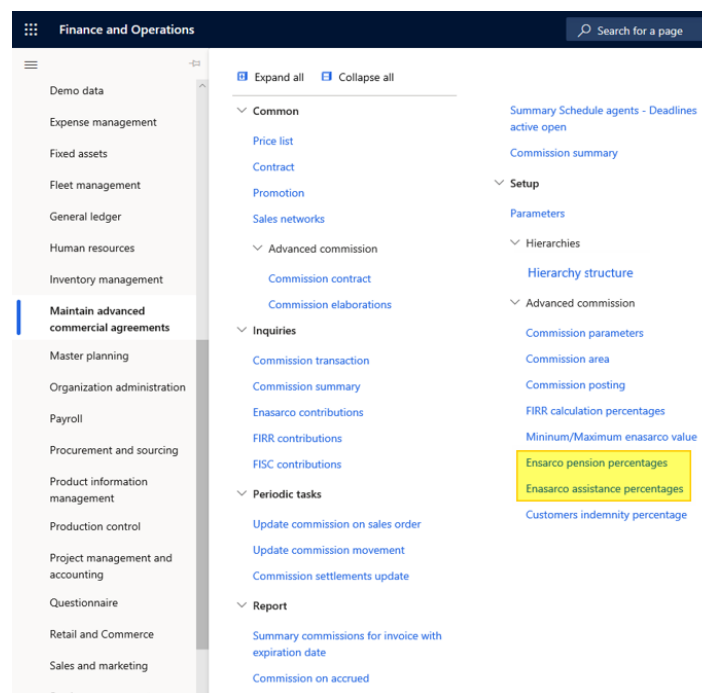 Finance and Operations
Search for a page
Demo data
Expense management
Fixed assets
Fleet management
General ledger
Human resources
Inventory management
Maintain advanced
commercial agreements
Master planning
Organization administration
Payroll
Procurement and sourcing
Product information
management
Production control
Project management and
accounting
Questionnaire
Retail and Commerce
Sales and marketing
Expand all
Collapse all
Common
Price list
Contract
Promotion
Sales networks
Advanced commission
Commission contract
Commission elaborations
Inquiries
Commission transaction
Commission summary
Enasarco contributions
FIRR contributions
FISC contributions
Periodic tasks
Update commission on sales order
Update commission movement
Commission settlements update
Report
Summary commissions for invoice with
expiration date
Commission on accrued
Summary Schedule agents - Deadlines
active open
Commission summary
Setup
Parameters
Hierarchies
Hierarchy structure
Advanced commission
Commission parameters
Commission area
Commission posting
FIRR calculation percentages
Mininum/Maximum enasarco value
Ensarco pension percentages
Enasarco assistance percentages
Customers indemnity percentage